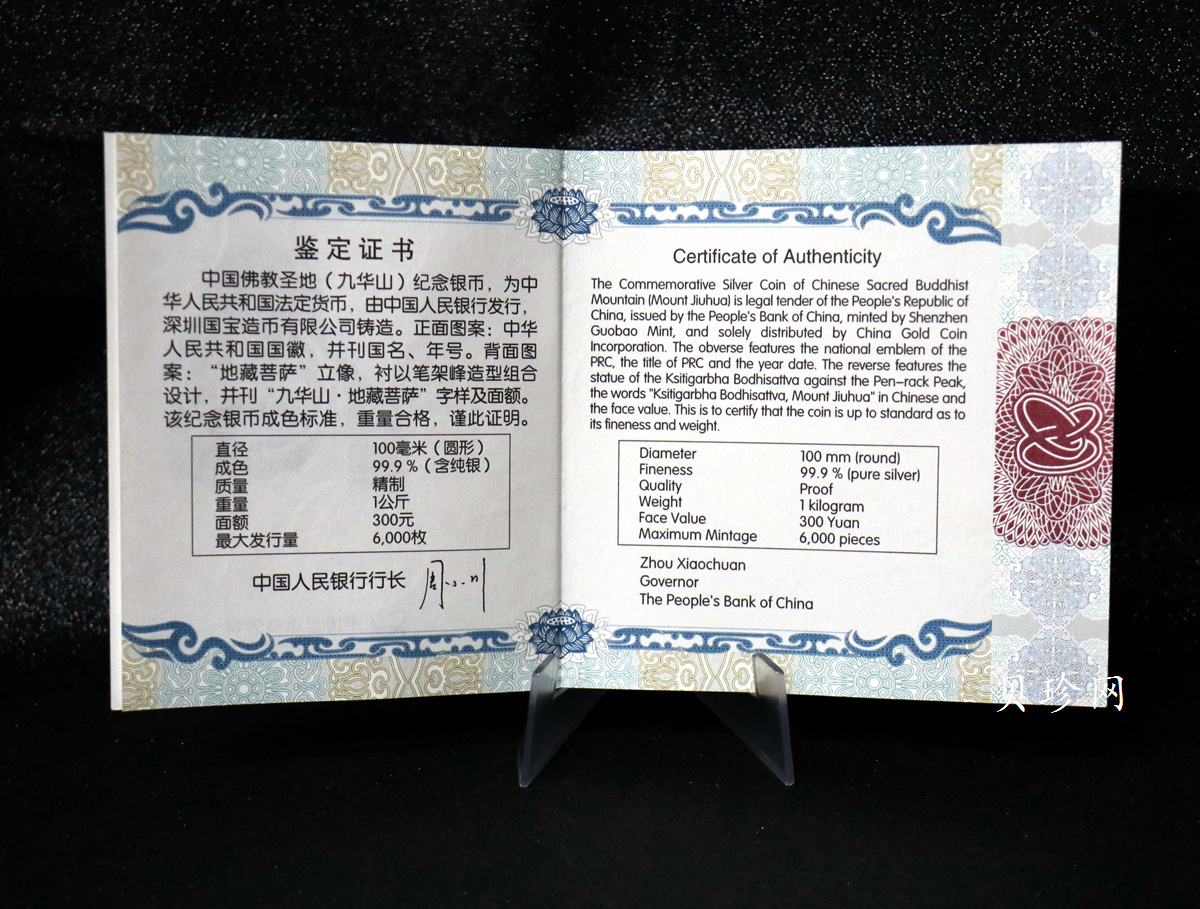 鉴定证书
中国佛教圣地（九华山）纪念银币，为中
华人民共和国法定货币，由中国人民银行发行，
深圳国宝造币有限公司铸造。正面图案：中华
人民共和国国徽，并刊国名、年号。背面图
案：“地藏菩萨”立像，衬以笔架峰造型组合
设计，并刊“九华山·地藏菩萨”字样及面额。
该纪念银币成色标准，重量合格，谨此证明。
直径 100毫米（圆形）
成色 99.9％（含纯银）
质量 精制
重量 1公斤
面额 300元
最大发行量 6,000枚
中国人民银行行长 周小川
Certificate of Authenticity
The Commemorative Silver Coin of Chinese Sacred Buddhist
Mountain (Mount Jiuhua) is legal tender of the People's Republic of
China, issued by the People's Bank of China, minted by Shenzhen
Guobao Mint, and solely distributed by China Gold Coin
Incorporation. The obverse features the national emblem of the
PRC, the title of PRC and the year date. The reverse features the
statue of the Ksitigarbha Bodhisattva against the Pen-rack Peak,
the words "Ksitigarbha Bodhisattva, Mount Jiuhua" in Chinese and
the face value. This is to certify that the coin is up to standard as to
its fineness and weight.
Diameter 100 mm (round)
Fineness 99.9 % (pure silver)
Quality Proof
Weight 1 kilogram
Face Value 300 Yuan
Maximum Mintage 6,000 pieces
Zhou Xiaochuan
Governor
The People's Bank of China
贝珍网